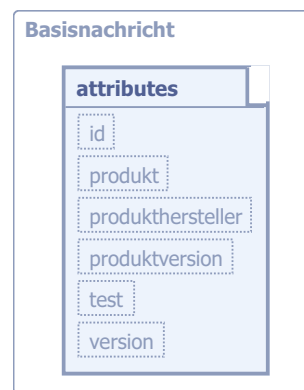 Basisnachricht
attributes
id
produkt
produkthersteller
produktversion
test
version